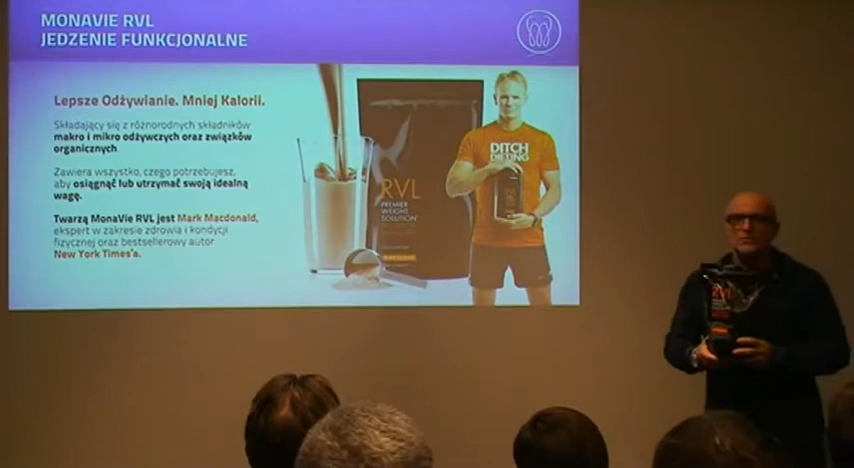 MONAVIE RVL
JEDZENIE FUNKCJONALNE
Lepsze Odżywianie. Mniej Kalorii.
Składający się z różnorodnych składników
makro i mikro odżywczych oraz związków
organicznych.
Zawiera wszystko, czego potrzebujesz,
aby osiągnąć lub utrzymać swoją idealną
wagę.
Twarzą MonaVie RVL jest Mark Macdonald,
ekspert w zakresie zdrowia i kondycji
fizycznej oraz bestsellerowy autor
New York Times'a.
RVL
PREMIER
WEIGHT
SOLUTION
DITCH
DIETING
RVL
RVL